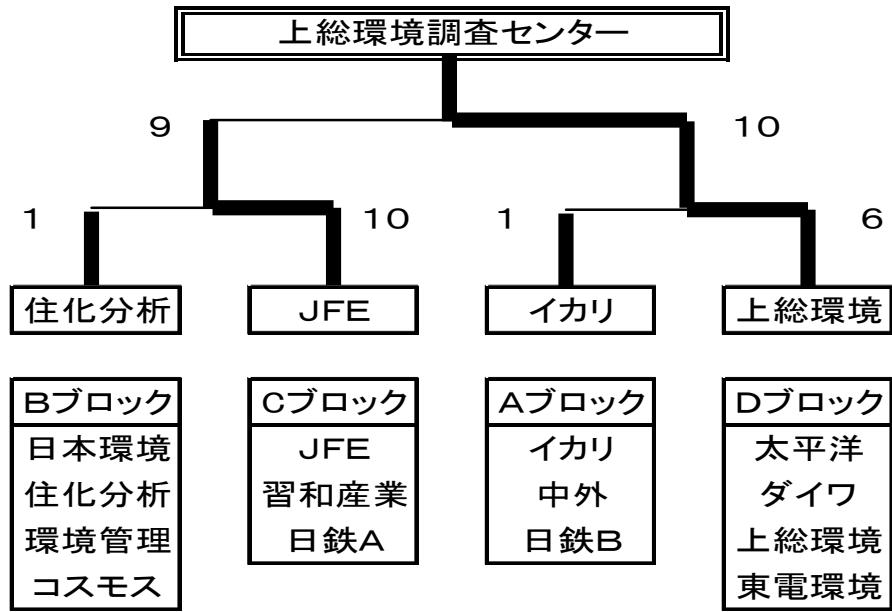 上総環境調査センター
9
10
1
10
1
6
住化分析
JFE
イカリ
上総環境
Bブロック
日本環境
住化分析
環境管理
コスモス
Cブロック
JFE
習和産業
日鉄A
Aブロック
イカリ
中外
日鉄B
Dブロック
太平洋
ダイワ
上総環境
東電環境